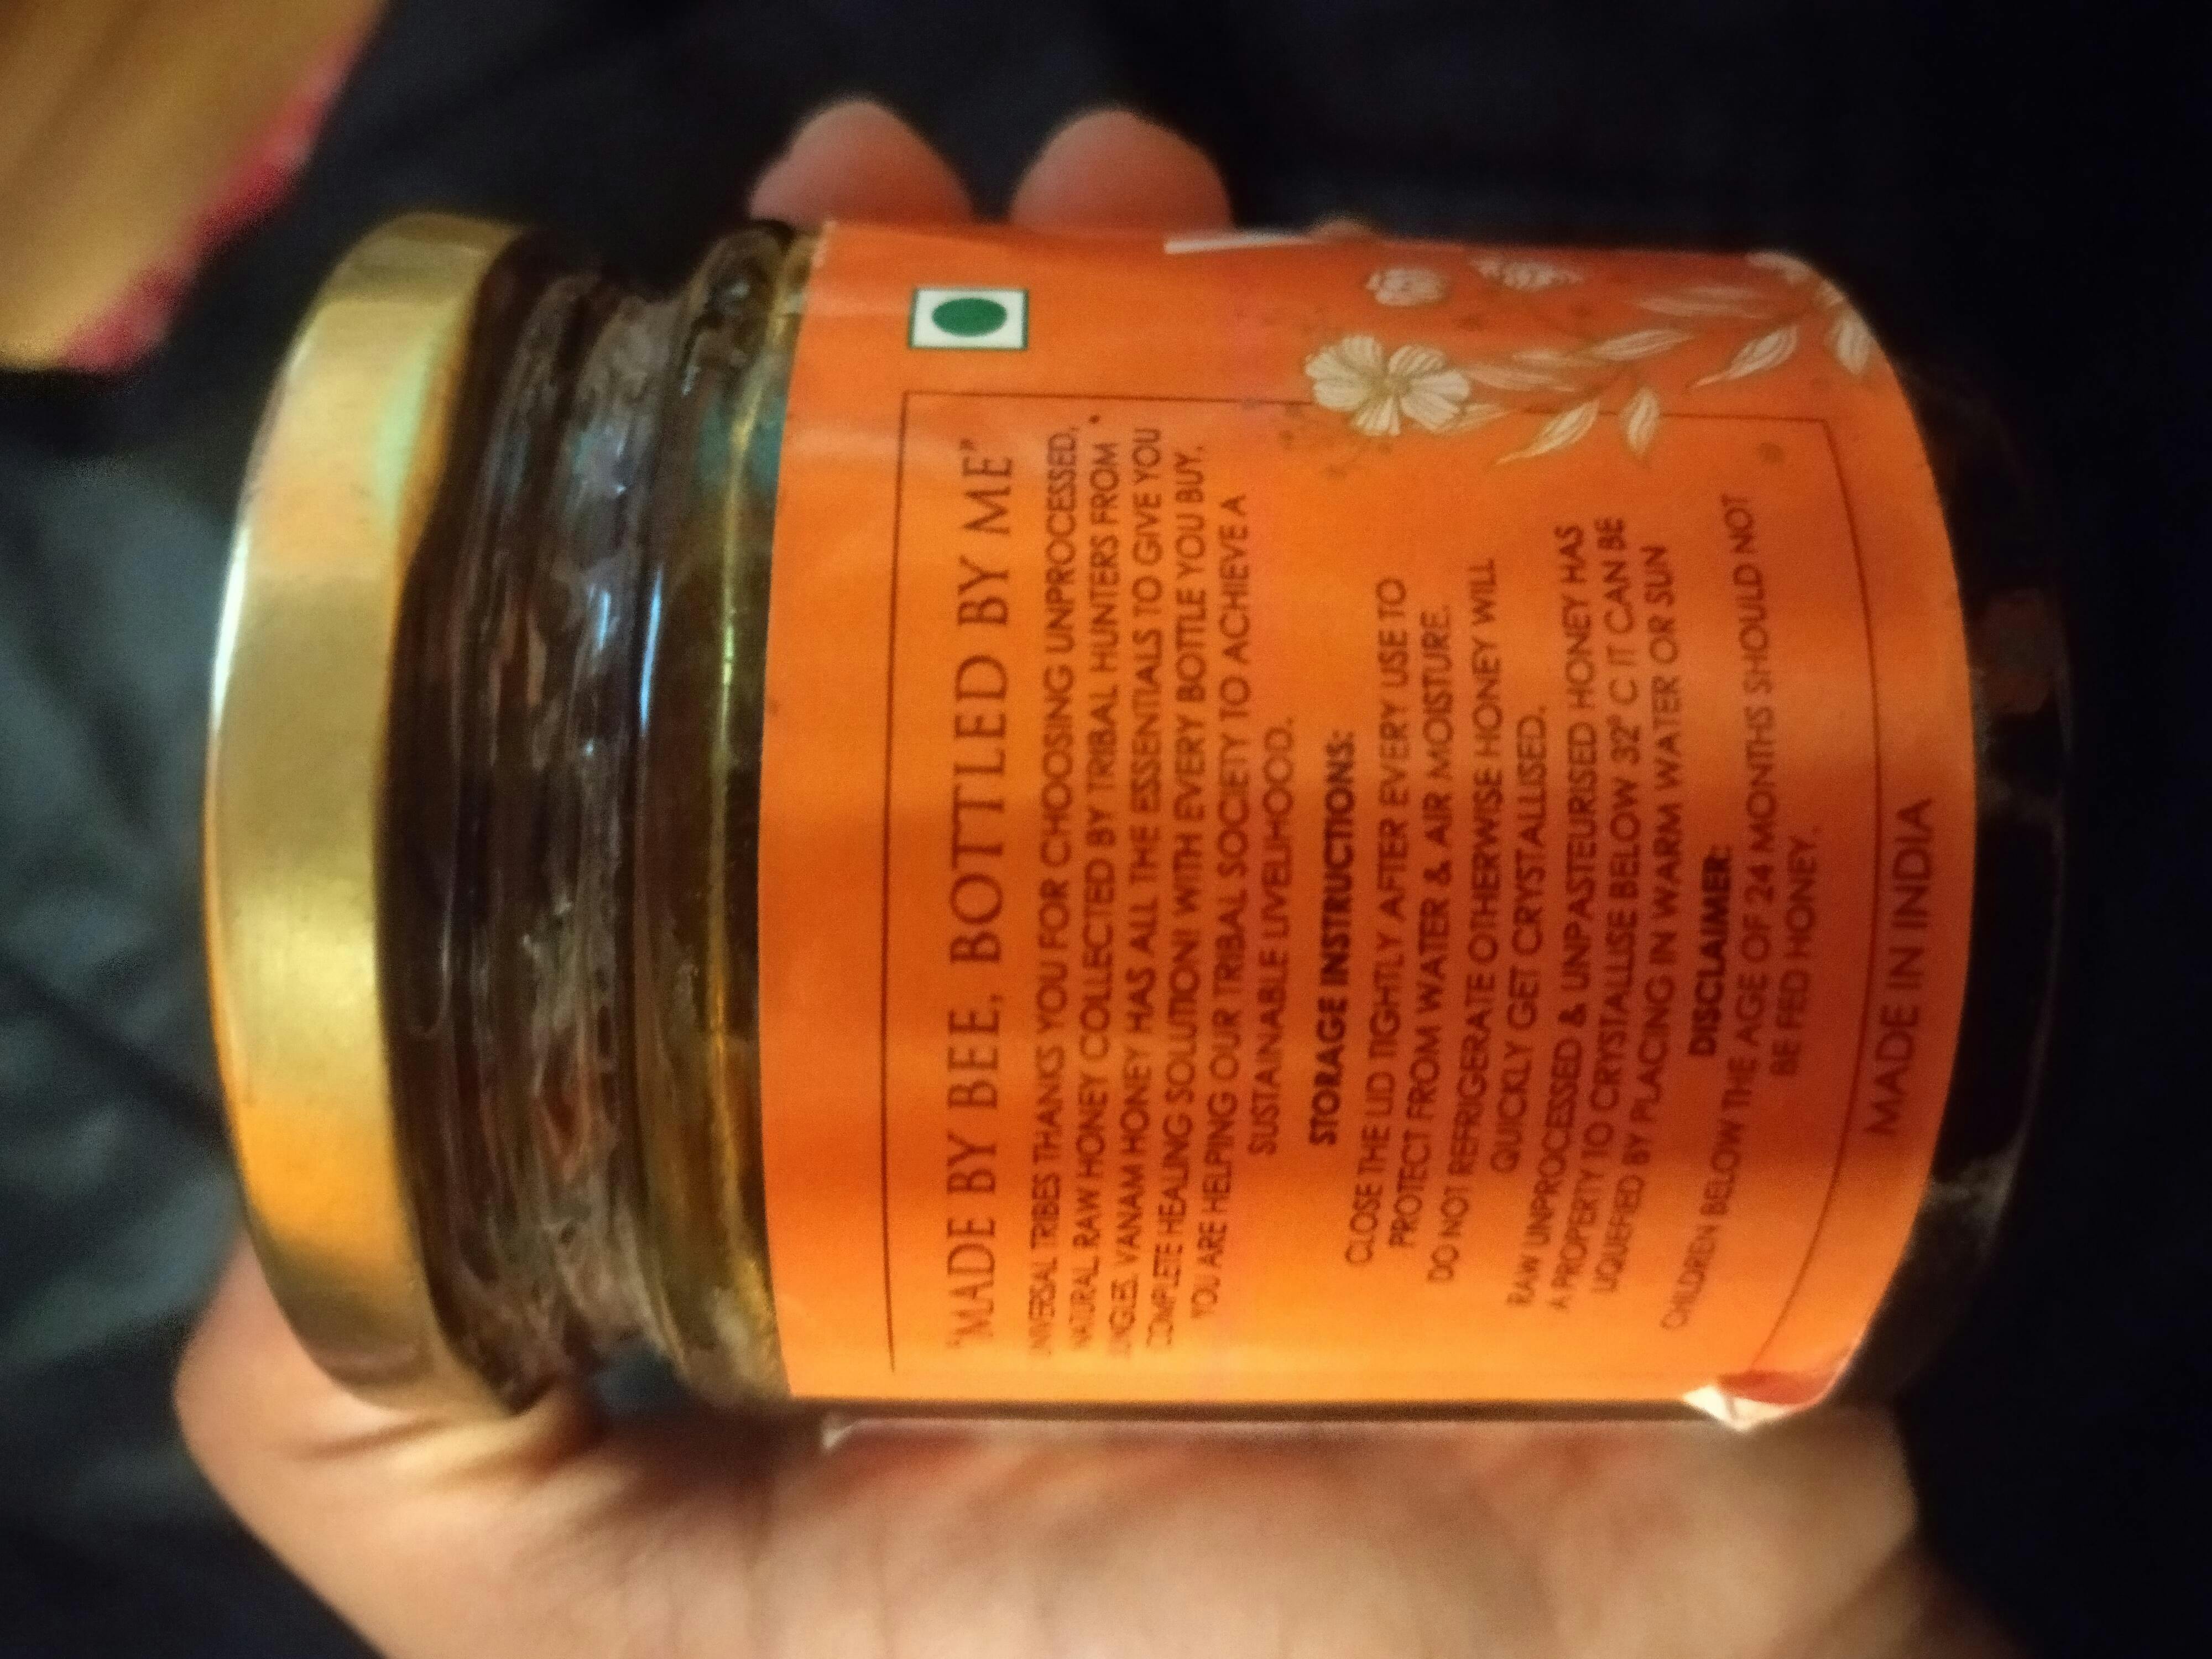 "MADE BY BEE, BOTTLED BY ME"
UNIVERSAL TRIBES THANKS YOU FOR CHOOSING UNPROCESSED,
NATURAL, RAW HONEY COLLECTED BY TRIBAL HUNTERS FROM
JUNGLES. VANAM HONEY HAS ALL THE ESSENTIALS TO GIVE YOU
COMPLETE HEALING SOLUTION! WITH EVERY BOTTLE YOU BUY,
YOU ARE HELPING OUR TRIBAL SOCIETY TO ACHIEVE A
SUSTAINABLE LIVELIHOOD.
STORAGE INSTRUCTIONS:
CLOSE THE LID TIGHTLY AFTER EVERY USE TO
PROTECT FROM WATER & AIR MOISTURE.
DO NOT REFRIGERATE OTHERWISE HONEY WILL
QUICKLY GET CRYSTALLISED.
RAW UNPROCESSED & UNPASTEURISED HONEY HAS
A PROPERTY TO CRYSTALLISE BELOW 32° C IT CAN BE
LIQUEFIED BY PLACING IN WARM WATER OR SUN
DISCLAIMER:
CHILDREN BELOW THE AGE OF 24 MONTHS SHOULD NOT
BE FED HONEY.
MADE IN INDIA